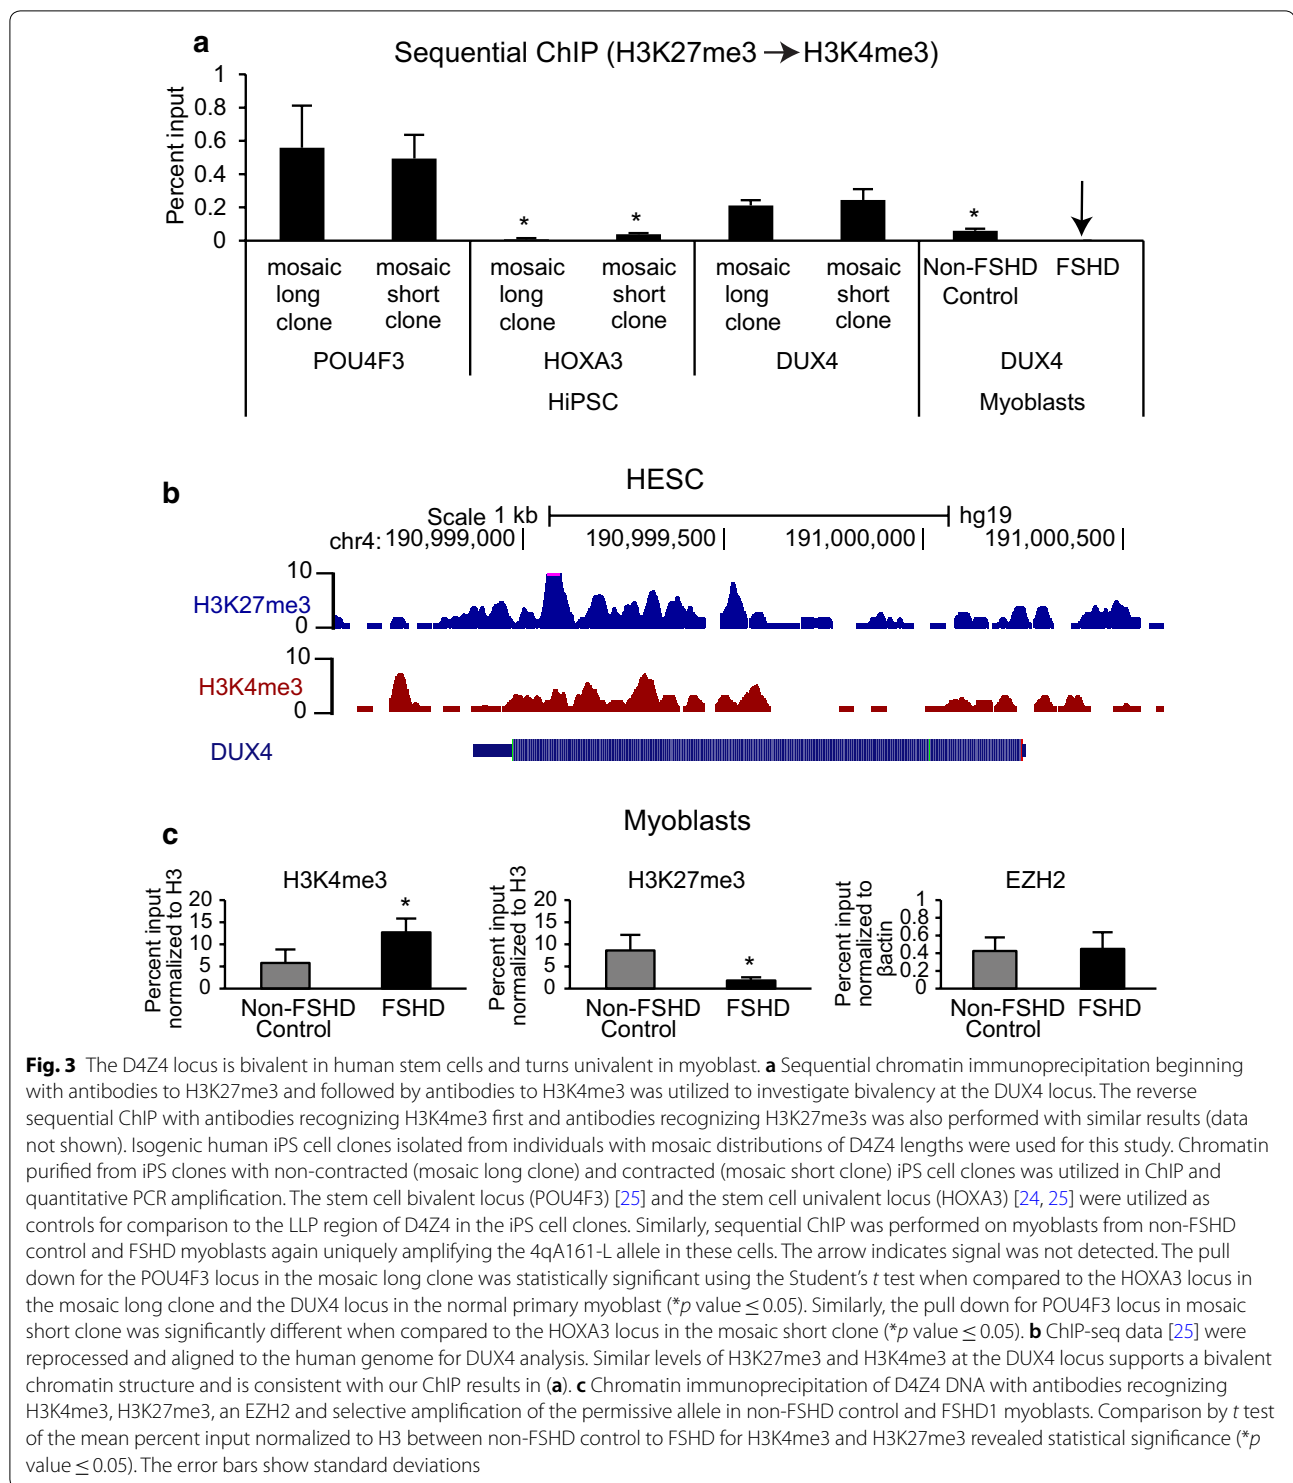 a
Sequential ChIP (H3K27me3 → H3K4me3)
Percent input
1
0.8
0.6
0.4
0.2
0
*
*
*
mosaic long clone
mosaic short clone
mosaic long clone
mosaic short clone
mosaic long clone
mosaic short clone
Non-FSHD Control
FSHD
POU4F3
HOXA3
DUX4
DUX4
HiPSC
Myoblasts
b
HESC
Scale 1 kb hg19
chr4: 190,999,000 190,999,500 191,000,000 191,000,500
10
H3K27me3
0
10
H3K4me3
0
DUX4
c
Myoblasts
H3K4me3
Percent input normalized to H3
20
15
10
5
0
*
Non-FSHD Control
FSHD
H3K27me3
Percent input normalized to H3
20
15
10
5
0
*
Non-FSHD Control
FSHD
EZH2
Percent input normalized to βactin
1
0.8
0.6
0.4
0.2
0
Non-FSHD Control
FSHD
Fig. 3 The D4Z4 locus is bivalent in human stem cells and turns univalent in myoblast. a Sequential chromatin immunoprecipitation beginning
with antibodies to H3K27me3 and followed by antibodies to H3K4me3 was utilized to investigate bivalency at the DUX4 locus. The reverse
sequential ChIP with antibodies recognizing H3K4me3 first and antibodies recognizing H3K27me3s was also performed with similar results (data
not shown). Isogenic human iPS cell clones isolated from individuals with mosaic distributions of D4Z4 lengths were used for this study. Chromatin
purified from iPS clones with non-contracted (mosaic long clone) and contracted (mosaic short clone) iPS cell clones was utilized in ChIP and
quantitative PCR amplification. The stem cell bivalent locus (POU4F3) [25] and the stem cell univalent locus (HOXA3) [24, 25] were utilized as
controls for comparison to the LLP region of D4Z4 in the iPS cell clones. Similarly, sequential ChIP was performed on myoblasts from non-FSHD
control and FSHD myoblasts again uniquely amplifying the 4qA161-L allele in these cells. The arrow indicates signal was not detected. The pull
down for the POU4F3 locus in the mosaic long clone was statistically significant using the Student's t test when compared to the HOXA3 locus in
the mosaic long clone and the DUX4 locus in the normal primary myoblast (*p value ≤ 0.05). Similarly, the pull down for POU4F3 locus in mosaic
short clone was significantly different when compared to the HOXA3 locus in the mosaic short clone (*p value ≤ 0.05). b ChIP-seq data [25] were
reprocessed and aligned to the human genome for DUX4 analysis. Similar levels of H3K27me3 and H3K4me3 at the DUX4 locus supports a bivalent
chromatin structure and is consistent with our ChIP results in (a). c Chromatin immunoprecipitation of D4Z4 DNA with antibodies recognizing
H3K4me3, H3K27me3, an EZH2 and selective amplification of the permissive allele in non-FSHD control and FSHD1 myoblasts. Comparison by t test
of the mean percent input normalized to H3 between non-FSHD control to FSHD for H3K4me3 and H3K27me3 revealed statistical significance (*p
value ≤ 0.05). The error bars show standard deviations